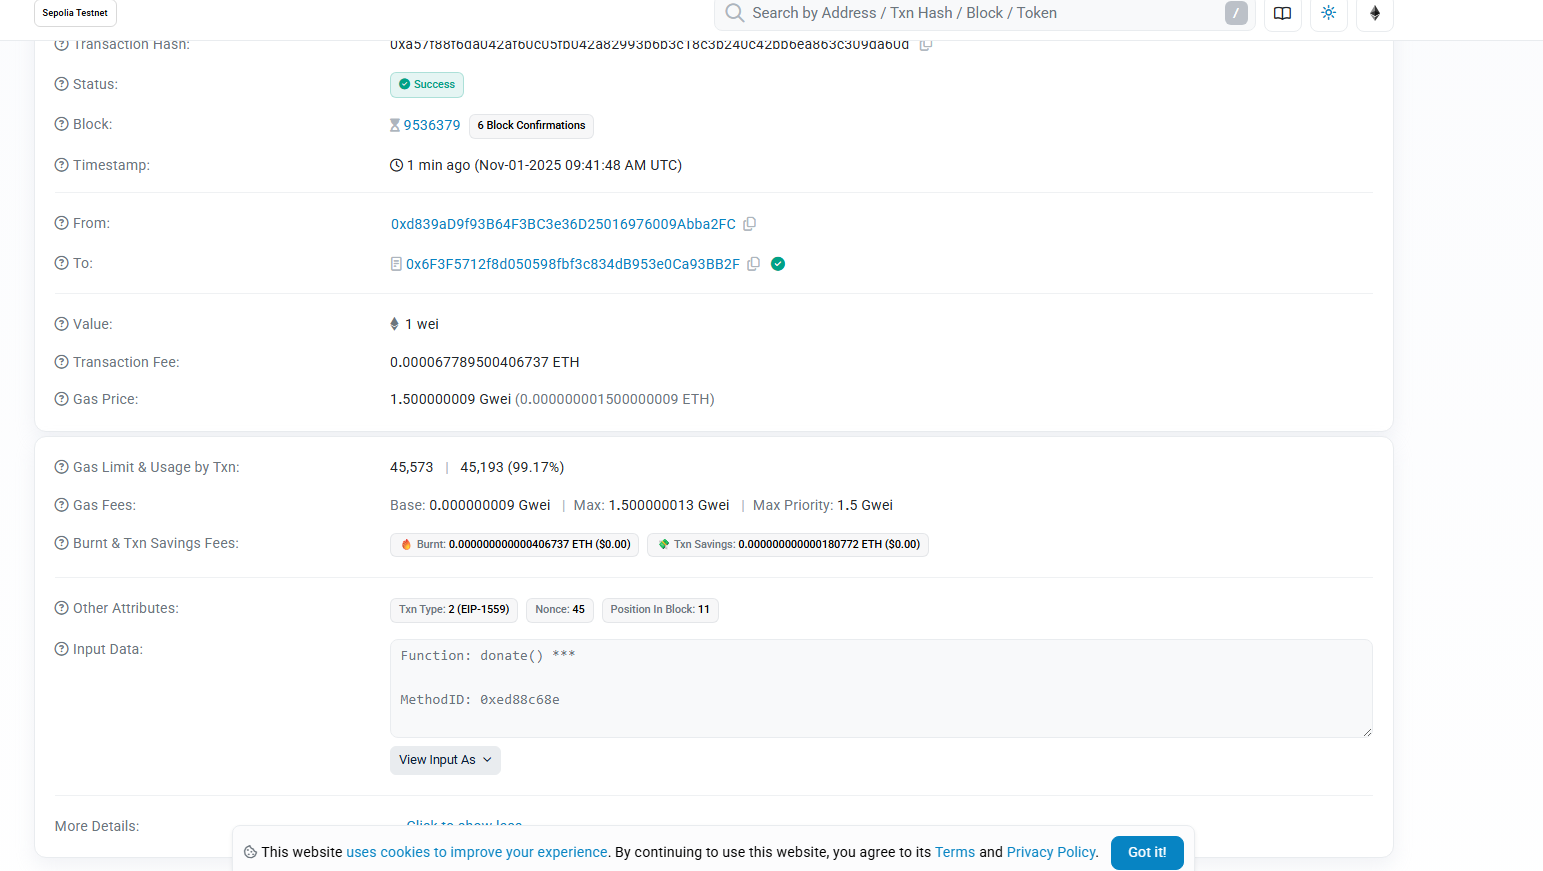 Sepolia Testnet
Search by Address / Txn Hash / Block / Token /
Transaction Hash: 0xa57f88f6da042af60c05fb042a82993b6b3c18c3b240c42bb6ea863c309da60d
Status: Success
Block: 9536379 6 Block Confirmations
Timestamp: 1 min ago (Nov-01-2025 09:41:48 AM UTC)
From: 0xd839aD9f93B64F3BC3e36D25016976009Abba2FC
To: 0x6F3F5712f8d050598fbf3c834dB953e0Ca93BB2F
Value: 1 wei
Transaction Fee: 0.000067789500406737 ETH
Gas Price: 1.500000009 Gwei (0.000000001500000009 ETH)
Gas Limit & Usage by Txn: 45,573 | 45,193 (99.17%)
Gas Fees: Base: 0.000000009 Gwei | Max: 1.500000013 Gwei | Max Priority: 1.5 Gwei
Burnt & Txn Savings Fees: Burnt: 0.000000000000406737 ETH ($0.00) Txn Savings: 0.000000000000180772 ETH ($0.00)
Other Attributes: Txn Type: 2 (EIP-1559) Nonce: 45 Position In Block: 11
Input Data: Function: donate() ***
MethodID: 0xed88c68e
View Input As
More Details: Click to show less
This website uses cookies to improve your experience. By continuing to use this website, you agree to its Terms and Privacy Policy. Got it!